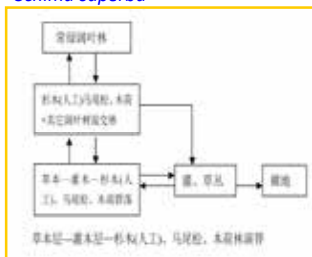 Schima superba
常绿阔叶林
杉木(人工)马尾松、木荷
+其它阔叶树混交林
草本—灌木—杉木(人
工)、马尾松、木荷群落
灌、草丛
草本层—灌木层—杉木(人工)、马尾松、木荷林演替